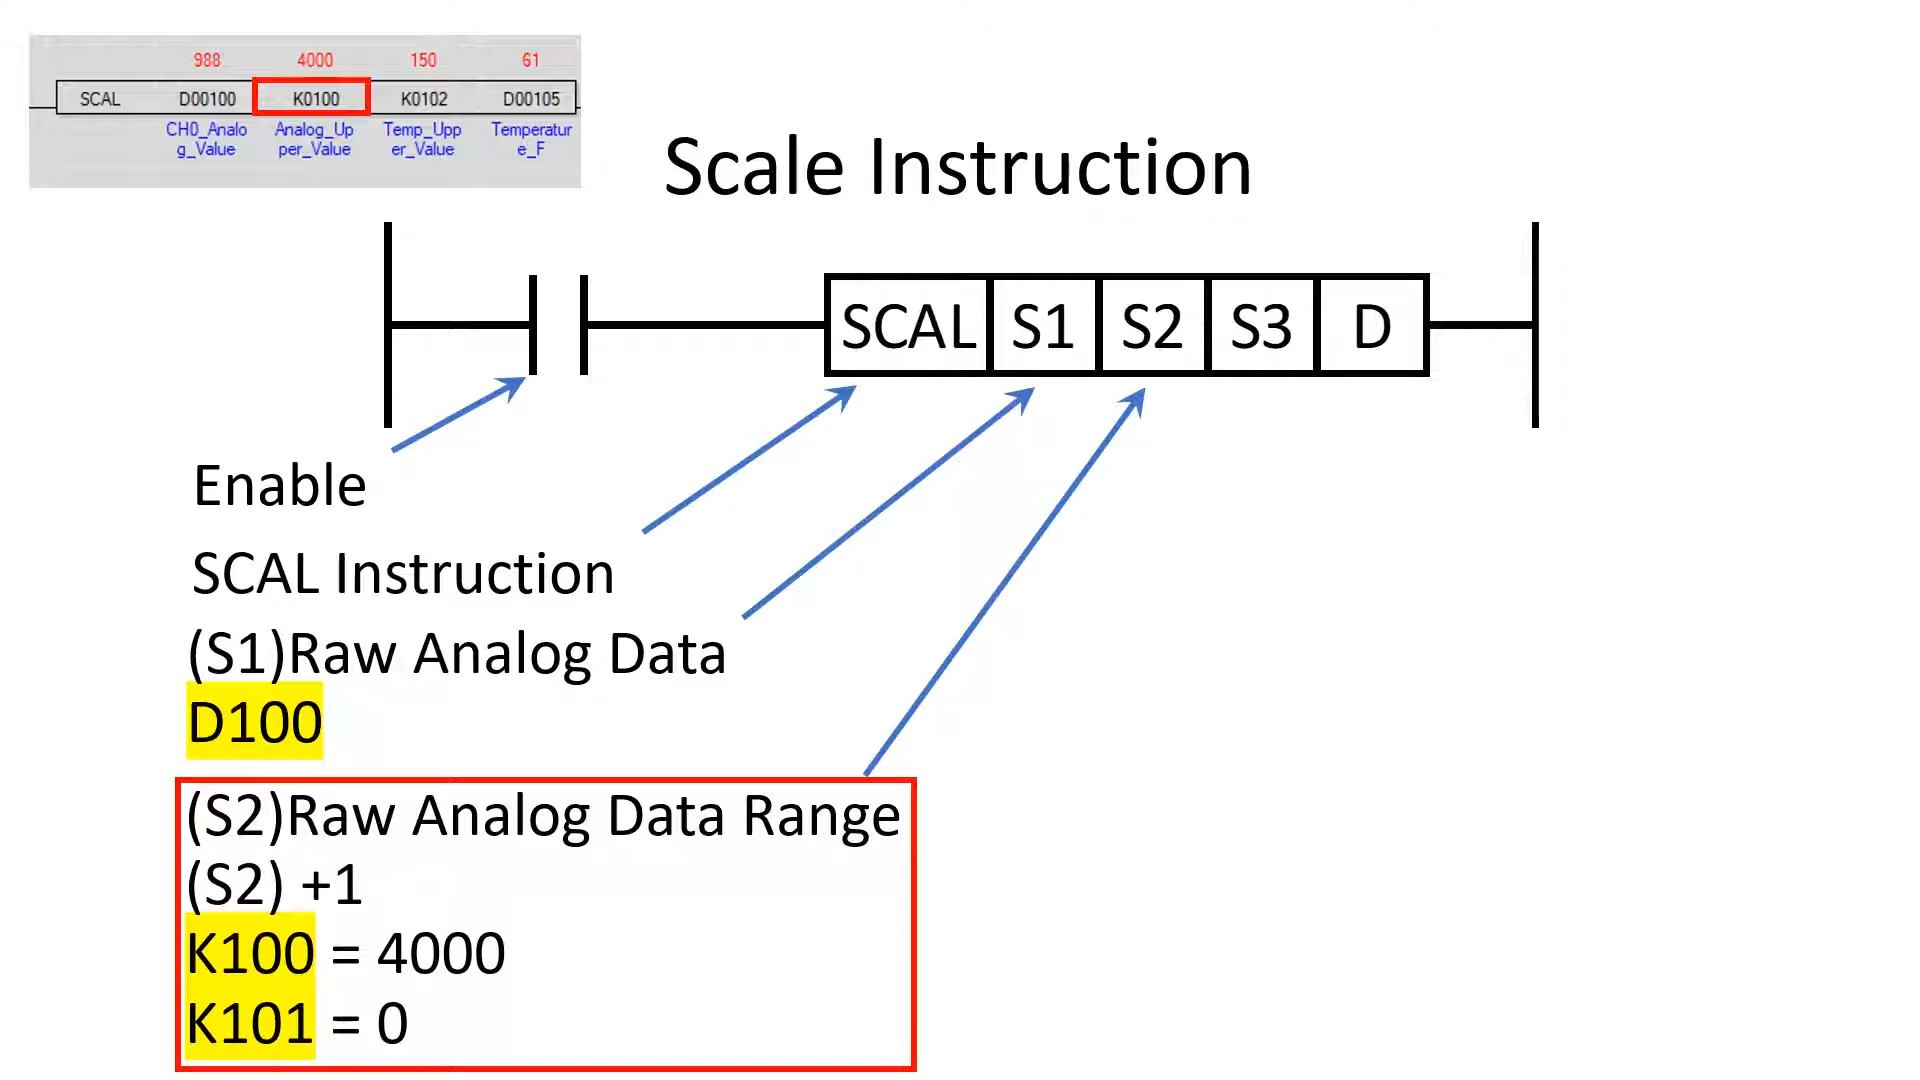 988 4000 150 61
SCAL D00100 K0100 K0102 D00105
CH0_Analo Analog_Up Temp_Upp Temperatur
g_Value per_Value er_Value e_F
Scale Instruction
SCAL S1 S2 S3 D
Enable
SCAL Instruction
(S1)Raw Analog Data
D100
(S2)Raw Analog Data Range
(S2) +1
K100 = 4000
K101 = 0